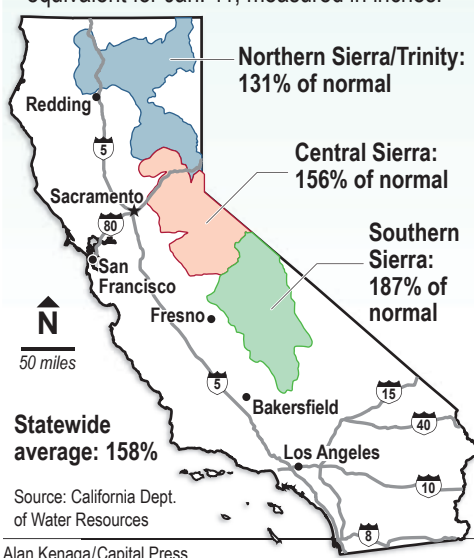 equivalent for Jan. 11, measured in inches.
Northern Sierra/Trinity:
131% of normal
Redding
5
Central Sierra:
156% of normal
Sacramento
80
Southern
Sierra:
187% of
normal
San
Francisco
N
50 miles
Fresno
5
Bakersfield
15
40
Statewide
average: 158%
Los Angeles
10
Source: California Dept.
of Water Resources
8
Alan Kenaga/Capital Press